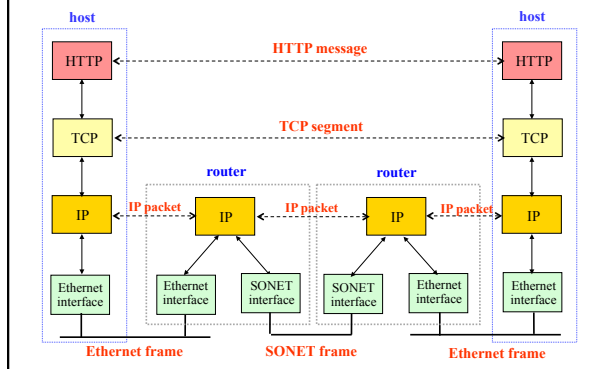 host
host
HTTP message
HTTP
HTTP
TCP segment
TCP
TCP
router
router
IP packet
IP packet
IP packet
IP
IP
IP
IP
Ethernet
interface
Ethernet
interface
SONET
interface
SONET
interface
Ethernet
interface
Ethernet
interface
Ethernet frame
SONET frame
Ethernet frame